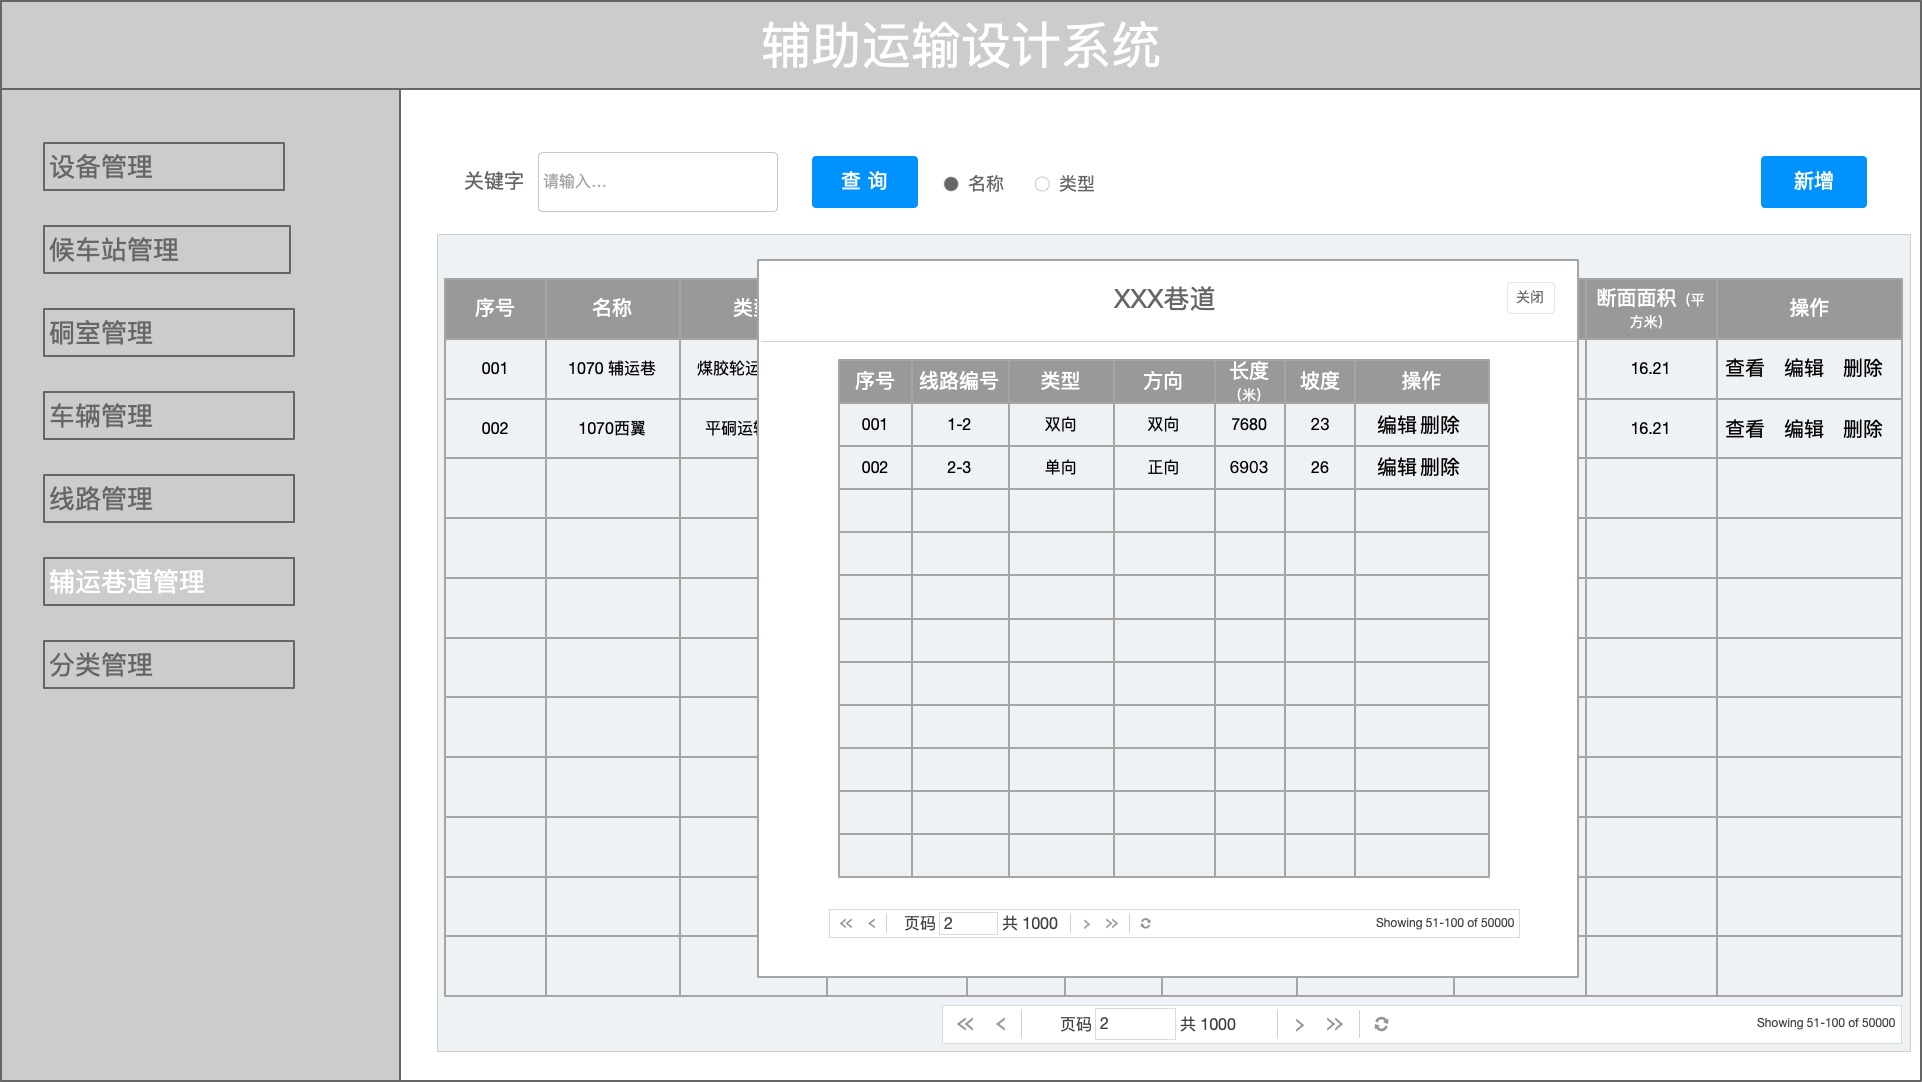 辅助运输设计系统
设备管理
候车站管理
硐室管理
车辆管理
线路管理
辅运巷道管理
分类管理
关键字 请输入... 查 询 名称 类型 新增
序号 名称 断面面积 (平方米) 操作
001 1070 辅运巷 煤胶轮运 16.21 查看 编辑 删除
002 1070西翼 平硐运 16.21 查看 编辑 删除
XXX巷道 关闭
序号 线路编号 类型 方向 长度 (米) 坡度 操作
001 1-2 双向 双向 7680 23 编辑 删除
002 2-3 单向 正向 6903 26 编辑 删除
页码 2 共 1000 Showing 51-100 of 50000
页码 2 共 1000 Showing 51-100 of 50000